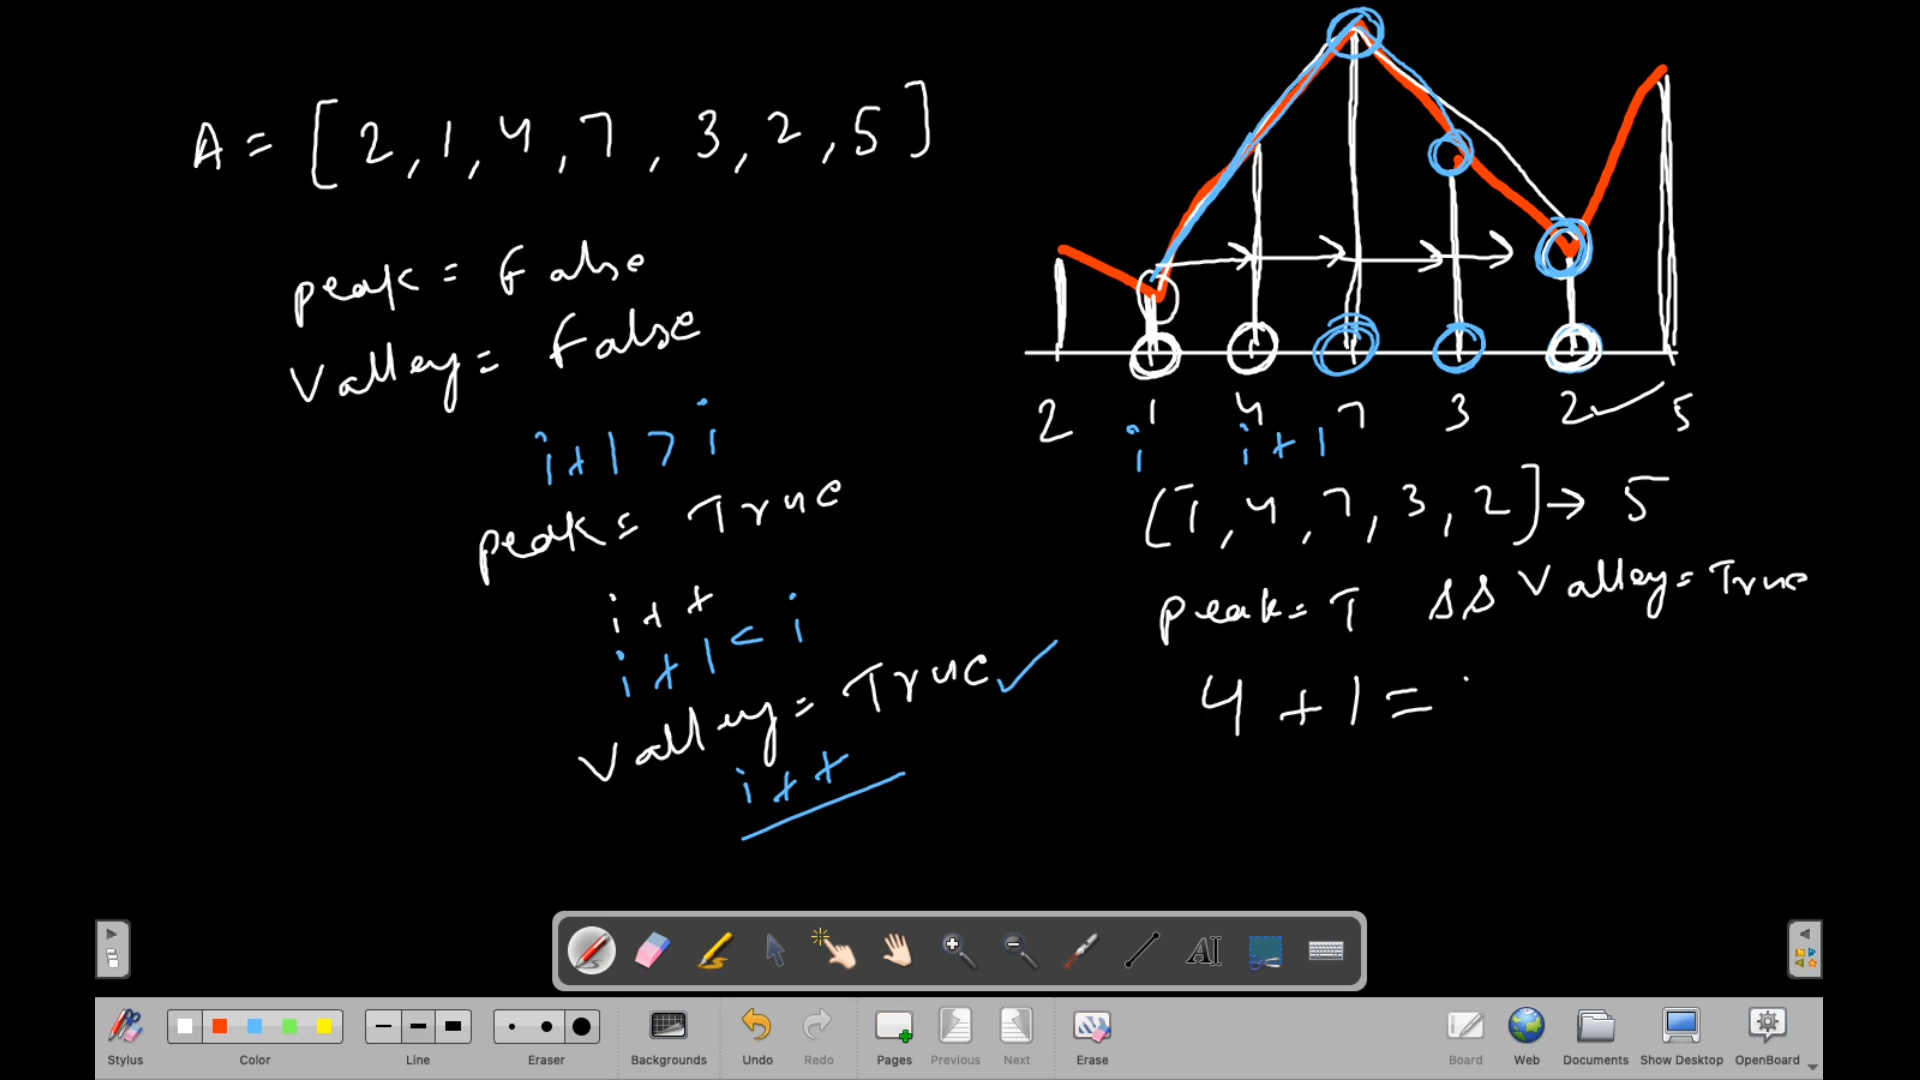 A = [2, 1, 4, 7, 3, 2, 5]
peak = False
Valley = False
i+1 > i
peak = True
i++
i+1 < i
Valley = True ✓
i++
2 1 4 7 3 2 ✓ 5
i i+1
[1, 4, 7, 3, 2] → 5
peak = T && Valley = True
4 + 1 =
Stylus Color Line Eraser Backgrounds Undo Redo Pages Previous Next Erase Board Web Documents Show Desktop OpenBoard